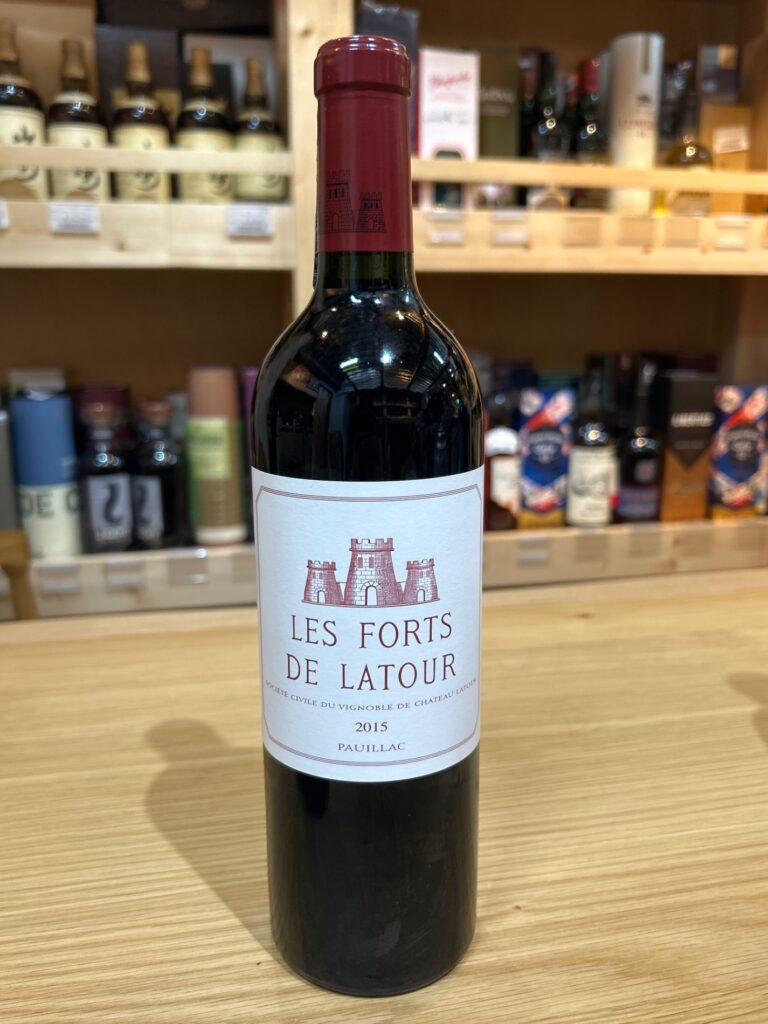 LES FORTS
DE LATOUR
SOCIÉTÉ CIVILE DU VIGNOBLE DE CHATEAU LATOUR
2015
PAUILLAC